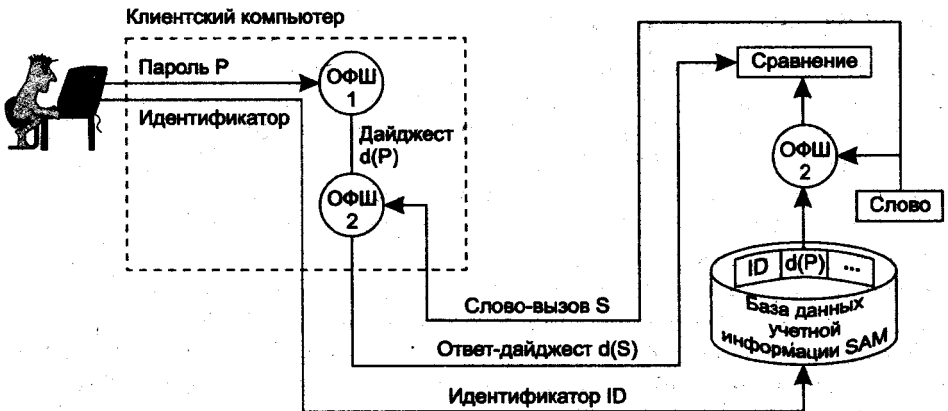 Клиентский компьютер
Пароль P
ОФШ
1
Идентификатор
Дайджест
d(P)
ОФШ
2
Сравнение
ОФШ
2
Слово
ID
d(P)
...
База данных
учетной
информации SAM
Слово-вызов S
Ответ-дайджест d(S)
Идентификатор ID